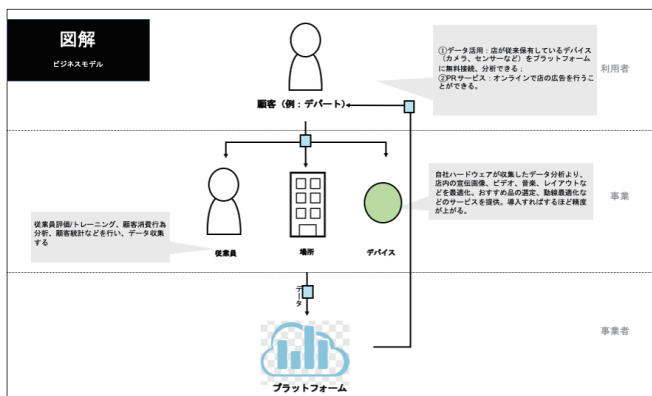 図解
ビジネスモデル
①データ活用：店が従来保有しているデバイス
（カメラ、センサーなど）をプラットフォーム
に無料接続、分析できる；
②PRサービス：オンラインで店の広告を行うこ
とができる。
利用者
顧客（例：デパート）
自社ハードウェアが収集したデータ分析より、
店内の宣伝画像、ビデオ、音楽、レイアウトな
どを最適化。おすすめ品の選定、動線最適化な
どのサービスを提供。導入すればするほど精度
が上がる。
事業
従業員評価/トレーニング、顧客消費行為
分析、顧客統計などを行い、データ収集
する
従業員
場所
デバイス
データ
事業者
プラットフォーム